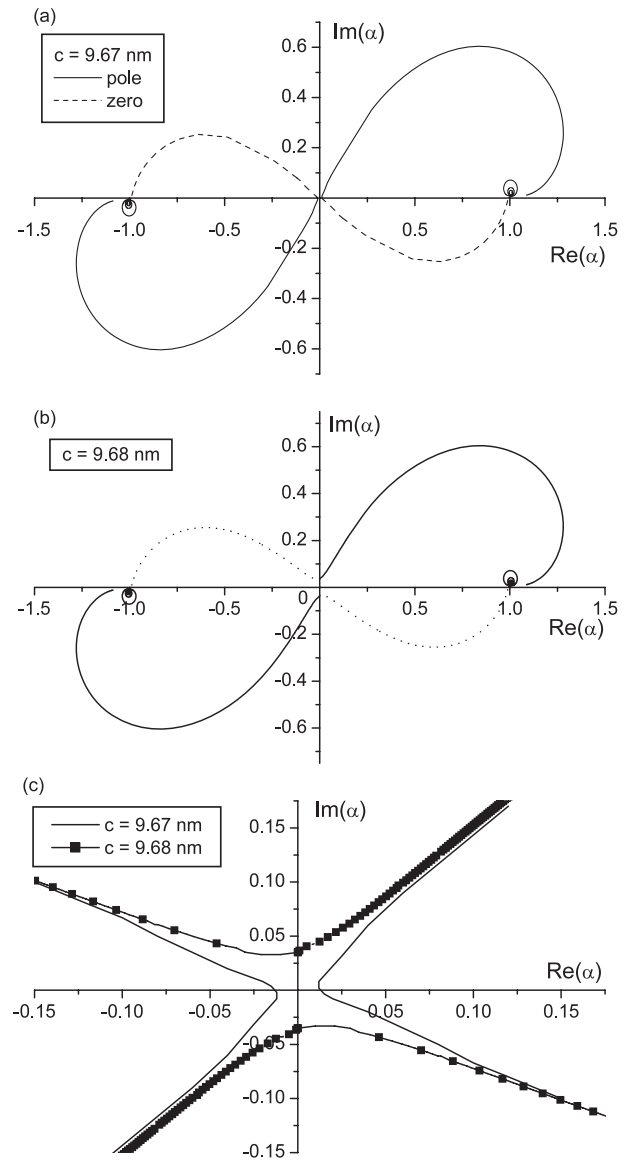 (a)
Im(α)
c = 9.67 nm
pole
zero
0.6
0.4
0.2
-1.5 -1.0 -0.5 0.5 1.0 1.5
Re(α)
-0.2
-0.4
-0.6
(b)
Im(α)
c = 9.68 nm
0.6
0.4
0.2
-1.5 -1.0 -0.5 0 0.5 1.0 1.5
Re(α)
-0.2
-0.4
-0.6
(c)
Im(α)
c = 9.67 nm
c = 9.68 nm
0.15
0.10
0.05
Re(α)
-0.15 -0.10 -0.05 0.05 0.10 0.15
-0.05
-0.10
-0.15